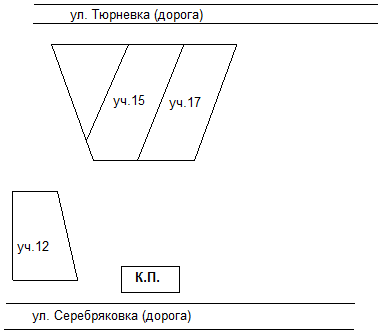 ул. Тюрневка (дорога)
уч.15
уч.17
уч.12
К.П.
ул. Серебряковка (дорога)